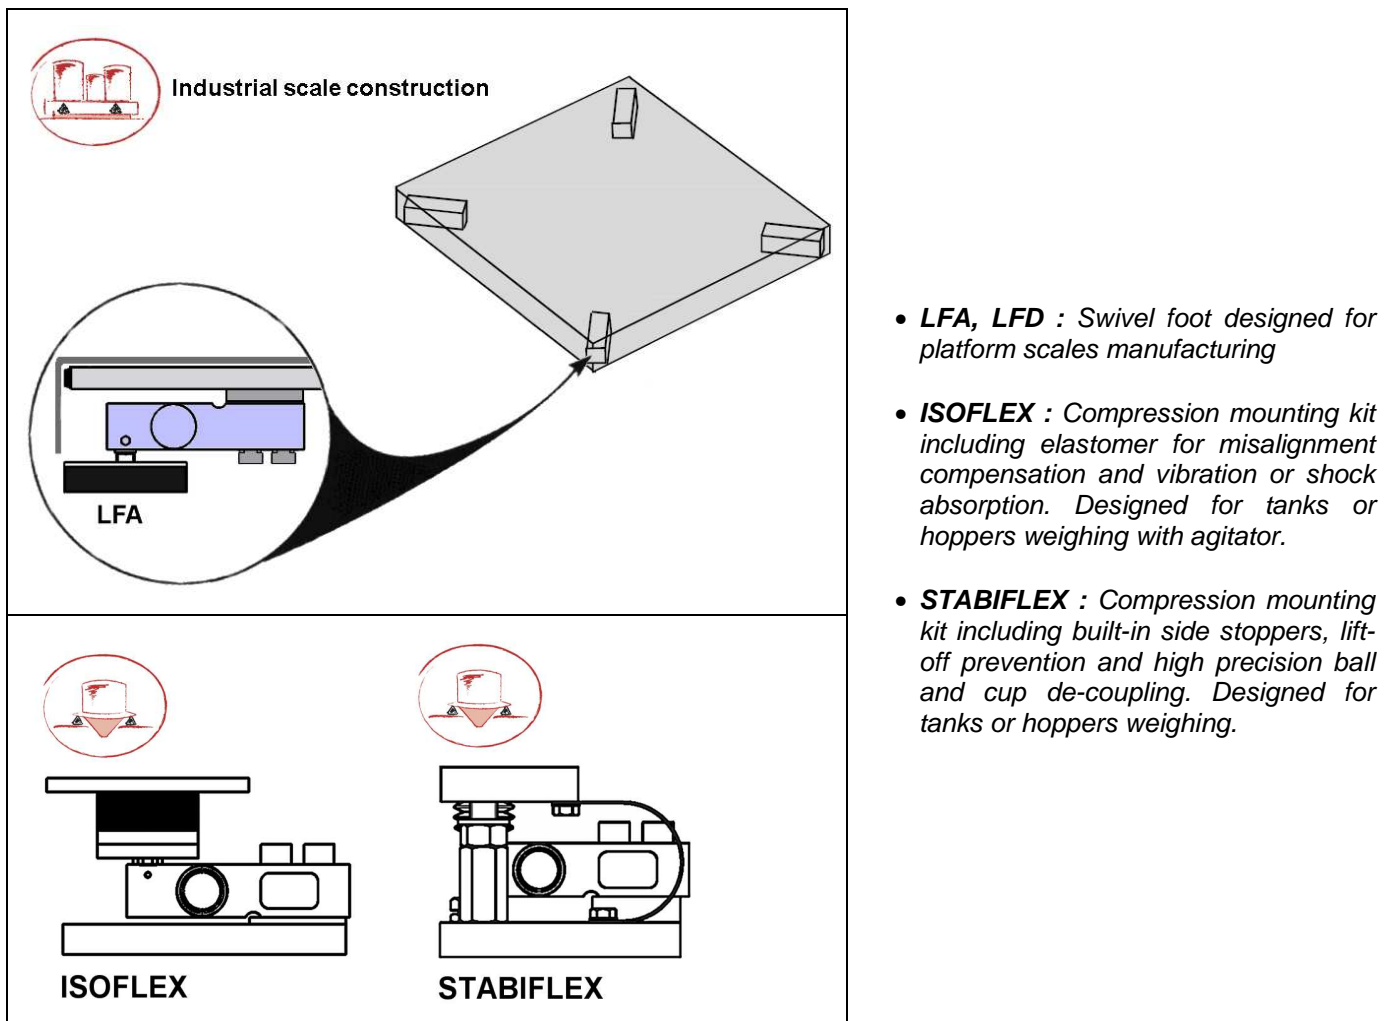 Industrial scale construction
LFA
ISOFLEX
STABIFLEX
• LFA, LFD : Swivel foot designed for
platform scales manufacturing
• ISOFLEX : Compression mounting kit
including elastomer for misalignment
compensation and vibration or shock
absorption. Designed for tanks or
hoppers weighing with agitator.
• STABIFLEX : Compression mounting
kit including built-in side stoppers, lift-
off prevention and high precision ball
and cup de-coupling. Designed for
tanks or hoppers weighing.